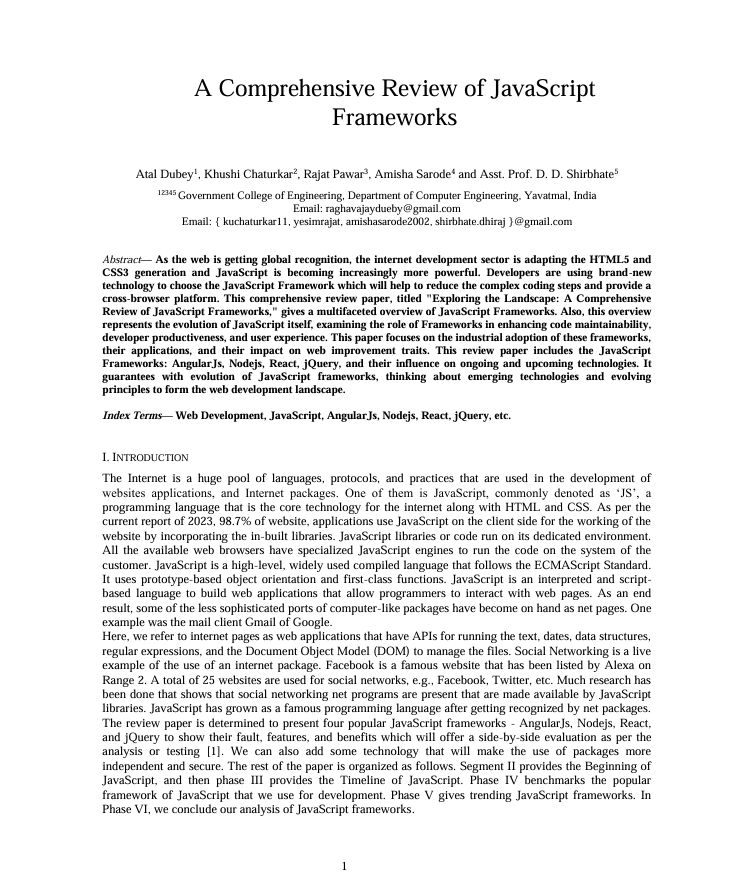 A Comprehensive Review of JavaScript
Frameworks
Atal Dubey1, Khushi Chaturkar2, Rajat Pawar3, Amisha Sarode4 and Asst. Prof. D. D. Shirbhate5
12345 Government College of Engineering, Department of Computer Engineering, Yavatmal, India
Email: raghavajaydueby@gmail.com
Email: { kuchaturkar11, yesimrajat, amishasarode2002, shirbhate.dhiraj }@gmail.com
Abstract— As the web is getting global recognition, the internet development sector is adapting the HTML5 and
CSS3 generation and JavaScript is becoming increasingly more powerful. Developers are using brand-new
technology to choose the JavaScript Framework which will help to reduce the complex coding steps and provide a
cross-browser platform. This comprehensive review paper, titled "Exploring the Landscape: A Comprehensive
Review of JavaScript Frameworks," gives a multifaceted overview of JavaScript Frameworks. Also, this overview
represents the evolution of JavaScript itself, examining the role of Frameworks in enhancing code maintainability,
developer productiveness, and user experience. This paper focuses on the industrial adoption of these frameworks,
their applications, and their impact on web improvement traits. This review paper includes the JavaScript
Frameworks: AngularJs, Nodejs, React, jQuery, and their influence on ongoing and upcoming technologies. It
guarantees with evolution of JavaScript frameworks, thinking about emerging technologies and evolving
principles to form the web development landscape.
Index Terms— Web Development, JavaScript, AngularJs, Nodejs, React, jQuery, etc.
I. INTRODUCTION
The Internet is a huge pool of languages, protocols, and practices that are used in the development of
websites applications, and Internet packages. One of them is JavaScript, commonly denoted as ‘JS’, a
programming language that is the core technology for the internet along with HTML and CSS. As per the
current report of 2023, 98.7% of website, applications use JavaScript on the client side for the working of the
website by incorporating the in-built libraries. JavaScript libraries or code run on its dedicated environment.
All the available web browsers have specialized JavaScript engines to run the code on the system of the
customer. JavaScript is a high-level, widely used compiled language that follows the ECMAScript Standard.
It uses prototype-based object orientation and first-class functions. JavaScript is an interpreted and script-
based language to build web applications that allow programmers to interact with web pages. As an end
result, some of the less sophisticated ports of computer-like packages have become on hand as net pages. One
example was the mail client Gmail of Google.
Here, we refer to internet pages as web applications that have APIs for running the text, dates, data structures,
regular expressions, and the Document Object Model (DOM) to manage the files. Social Networking is a live
example of the use of an internet package. Facebook is a famous website that has been listed by Alexa on
Range 2. A total of 25 websites are used for social networks, e.g., Facebook, Twitter, etc. Much research has
been done that shows that social networking net programs are present that are made available by JavaScript
libraries. JavaScript has grown as a famous programming language after getting recognized by net packages.
The review paper is determined to present four popular JavaScript frameworks - AngularJs, Nodejs, React,
and jQuery to show their fault, features, and benefits which will offer a side-by-side evaluation as per the
analysis or testing [1]. We can also add some technology that will make the use of packages more
independent and secure. The rest of the paper is organized as follows. Segment II provides the Beginning of
JavaScript, and then phase III provides the Timeline of JavaScript. Phase IV benchmarks the popular
framework of JavaScript that we use for development. Phase V gives trending JavaScript frameworks. In
Phase VI, we conclude our analysis of JavaScript frameworks.
1